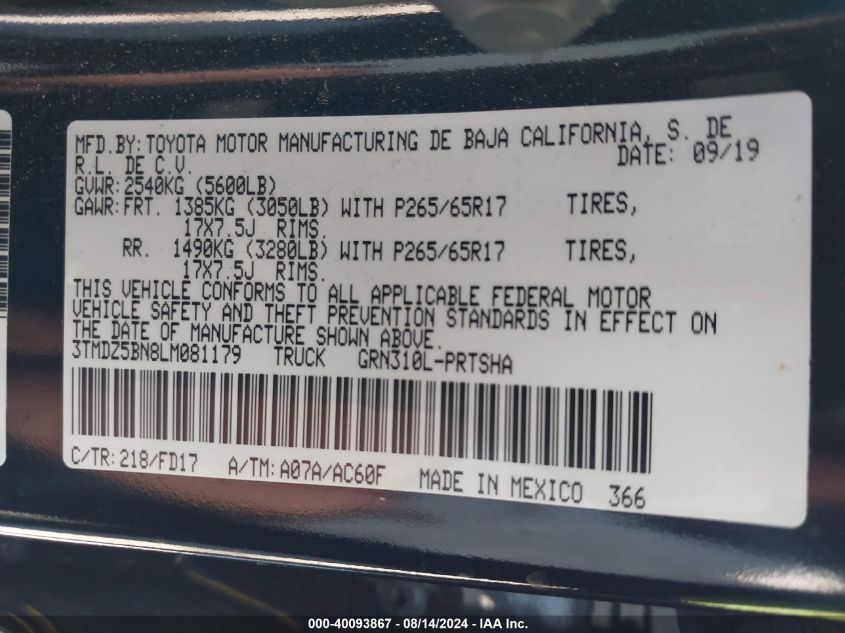 MFD.BY:TOYOTA MOTOR MANUFACTURING DE BAJA CALIFORNIA, S. DE
R.L. DE C.V. DATE: 09/19
GVWR:2540KG (5600LB)
GAWR:FRT. 1385KG (3050LB) WITH P265/65R17 TIRES,
17X7.5J RIMS.
RR. 1490KG (3280LB) WITH P265/65R17 TIRES,
17X7.5J RIMS.
THIS VEHICLE CONFORMS TO ALL APPLICABLE FEDERAL MOTOR
VEHICLE SAFETY AND THEFT PREVENTION STANDARDS IN EFFECT ON
THE DATE OF MANUFACTURE SHOWN ABOVE.
3TMDZ5BN8LM081179 TRUCK GRN310L-PRTSHA
C/TR:218/FD17 A/TM:A07A/AC60F MADE IN MEXICO 366
000-40093867 - 08/14/2024 - IAA Inc.